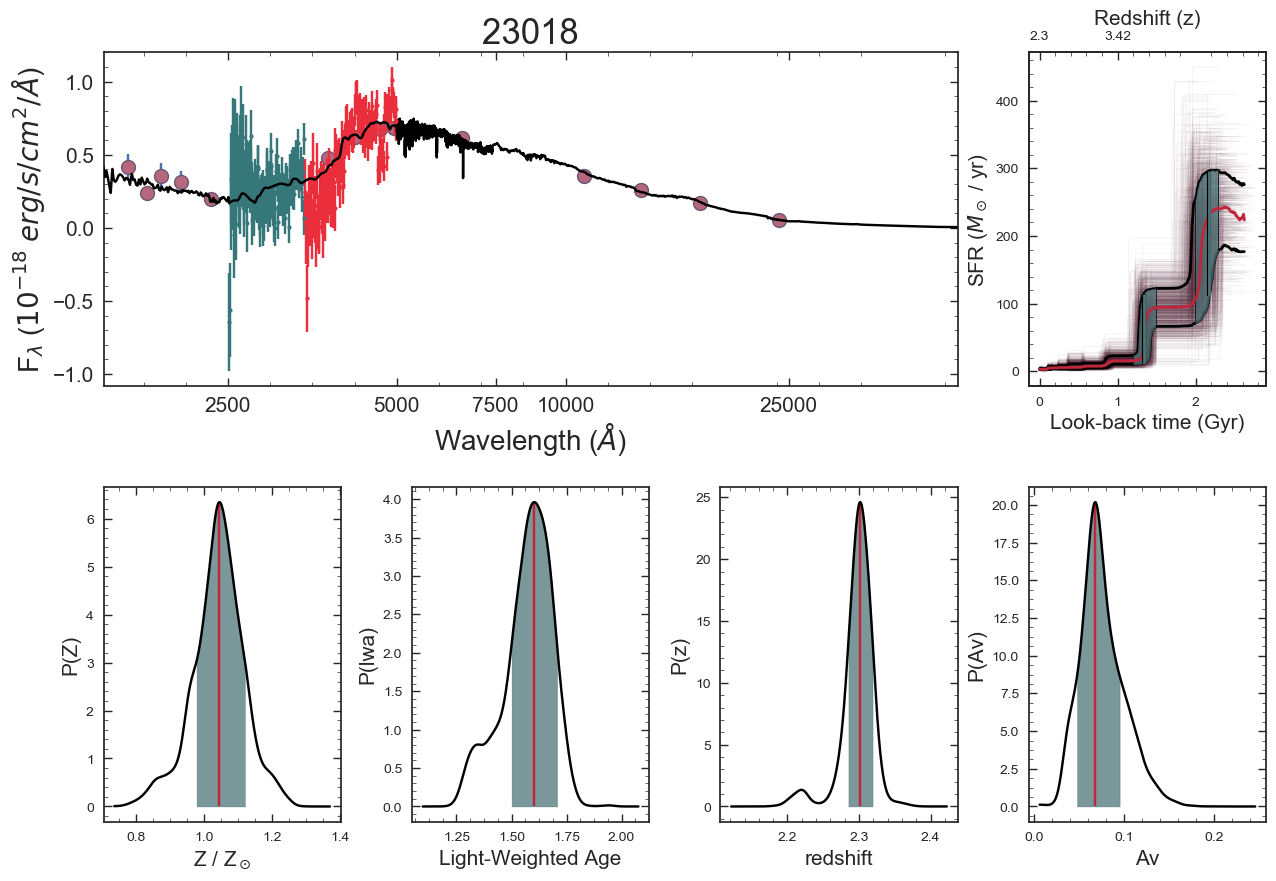 23018
Redshift (z)
2.3 3.42
F_λ (10^−18 erg/s/cm^2/Å)
1.0
0.5
0.0
−0.5
−1.0
2500 5000 7500 10000 25000
Wavelength (Å)
SFR (M_⊙ / yr)
400
300
200
100
0
0 1 2
Look-back time (Gyr)
P(Z)
6
5
4
3
2
1
0
0.8 1.0 1.2 1.4
Z / Z_⊙
P(lwa)
4.0
3.5
3.0
2.5
2.0
1.5
1.0
0.5
0.0
1.25 1.50 1.75 2.00
Light-Weighted Age
P(z)
25
20
15
10
5
0
2.2 2.3 2.4
redshift
P(Av)
20.0
17.5
15.0
12.5
10.0
7.5
5.0
2.5
0.0
0.0 0.1 0.2
Av